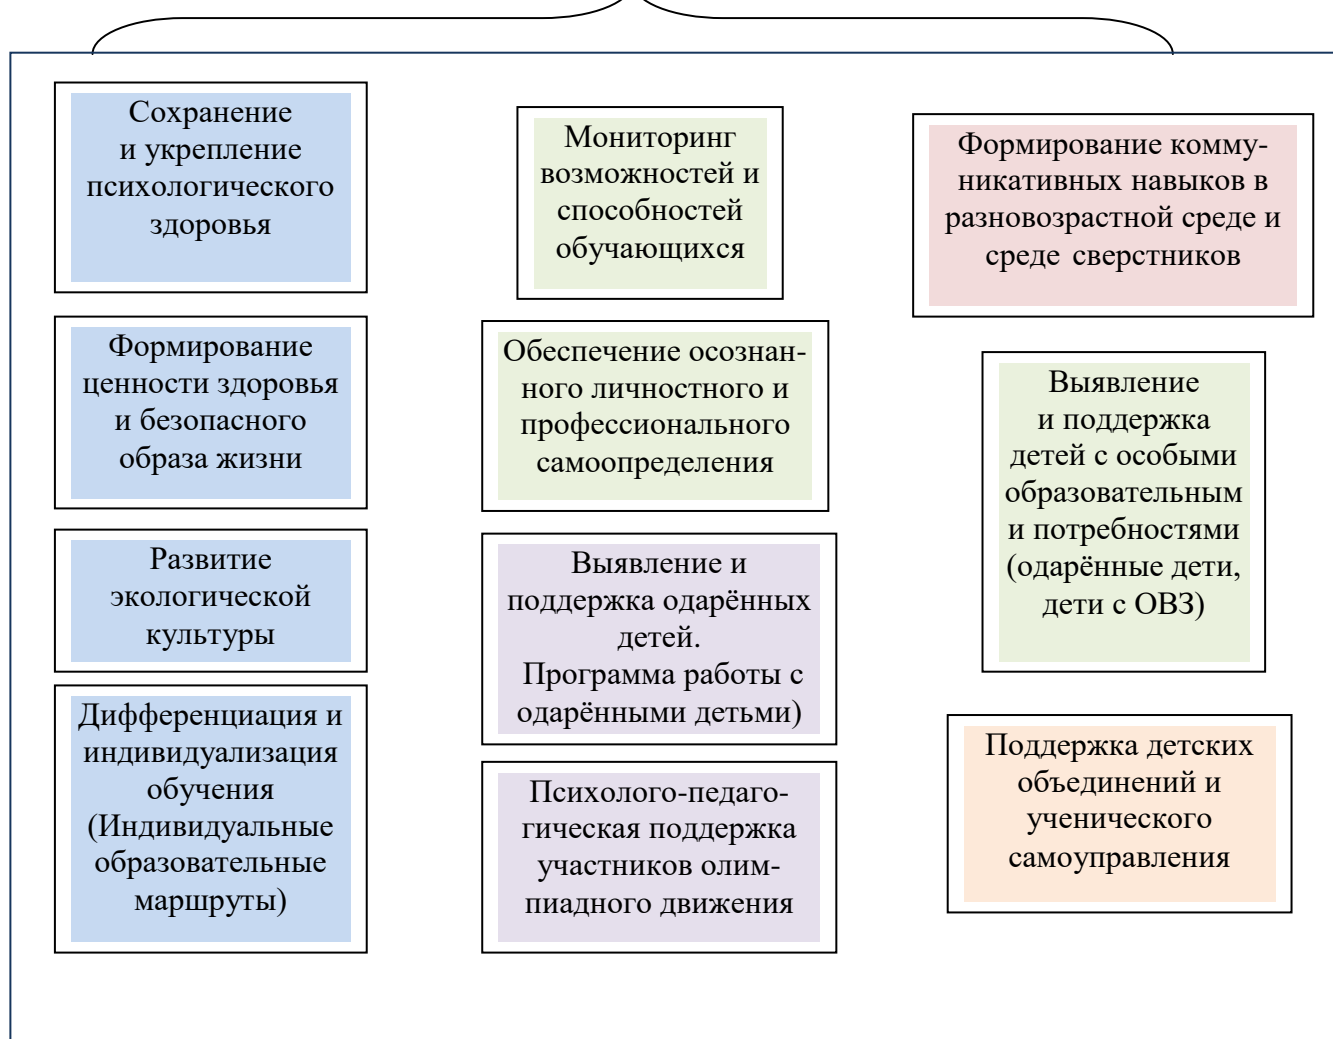 Сохранение
и укрепление
психологического
здоровья
Формирование
ценности здоровья
и безопасного
образа жизни
Развитие
экологической
культуры
Дифференциация и
индивидуализация
обучения
(Индивидуальные
образовательные
маршруты)
Мониторинг
возможностей и
способностей
обучающихся
Обеспечение осознан-
ного личностного и
профессионального
самоопределения
Выявление и
поддержка одарённых
детей.
Программа работы с
одарёнными детьми)
Психолого-педаго-
гическая поддержка
участников олим-
пиадного движения
Формирование комму-
никативных навыков в
разновозрастной среде и
среде сверстников
Выявление
и поддержка
детей с особыми
образовательным
и потребностями
(одарённые дети,
дети с ОВЗ)
Поддержка детских
объединений и
ученического
самоуправления